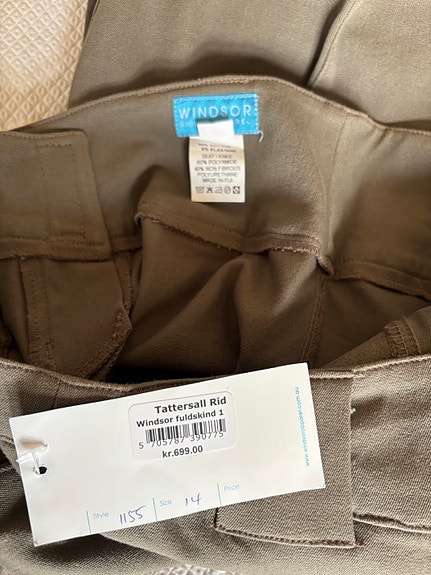 WINDSOR
SEAT/KNEE
60% POLYAMIDE
40% NON FIBROUS
POLYURETHANE
MADE IN FIJI
Tattersall Rid
Windsor fuldskind 1
5 705787 390775
kr.699.00
Style 1155 Size 14 Price